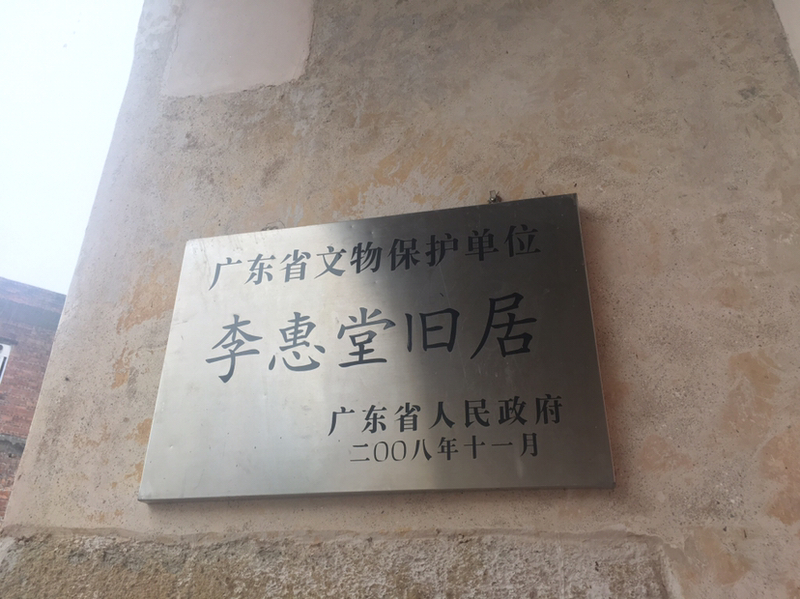 广东省文物保护单位
李惠堂旧居
广东省人民政府
二〇〇八年十一月